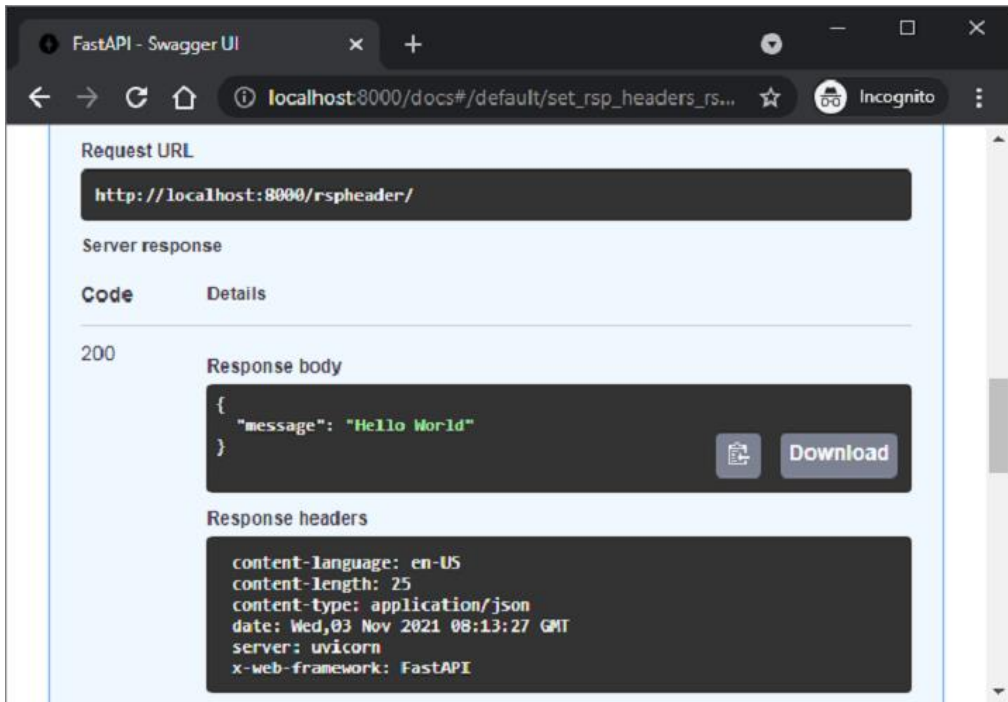 FastAPI - Swagger UI
localhost:8000/docs#/default/set_rsp_headers_rs...
Incognito
Request URL
http://localhost:8000/rspheader/
Server response
Code Details
200
Response body
{
"message": "Hello World"
}
Download
Response headers
content-language: en-US
content-length: 25
content-type: application/json
date: Wed,03 Nov 2021 08:13:27 GMT
server: uvicorn
x-web-framework: FastAPI